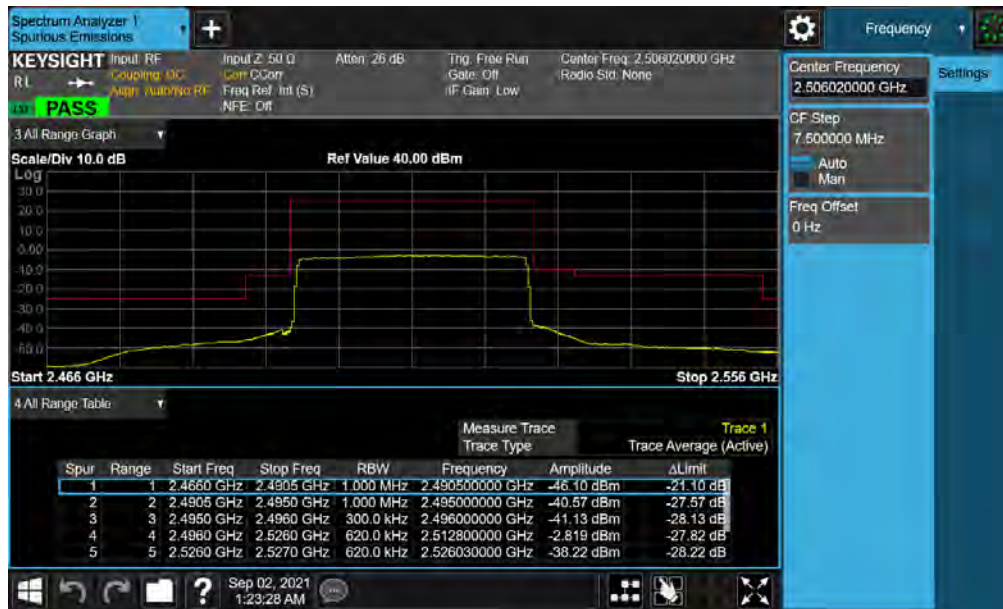 Spectrum Analyzer 1
Spurious Emissions
+
Frequency
KEYSIGHT Input: RF Input Z: 50 Ω Atten: 26 dB Trig: Free Run Center Freq: 2.506020000 GHz
RL Coupling: DC Corr CCorr Gate: Off Radio Std: None
Align: Auto/No RF Freq Ref: Int (S) IF Gain: Low
PASS NFE: Off
Center Frequency
2.506020000 GHz
Settings
CF Step
7.500000 MHz
Auto
Man
Freq Offset
0 Hz
3 All Range Graph
Scale/Div 10.0 dB Ref Value 40.00 dBm
Log
30.0
20.0
10.0
0.00
-10.0
-20.0
-30.0
-40.0
-50.0
Start 2.466 GHz Stop 2.556 GHz
4 All Range Table
Measure Trace Trace 1
Trace Type Trace Average (Active)
Spur Range Start Freq Stop Freq RBW Frequency Amplitude ΔLimit
1 1 2.4660 GHz 2.4905 GHz 1.000 MHz 2.490500000 GHz -46.10 dBm -21.10 dB
2 2 2.4905 GHz 2.4950 GHz 1.000 MHz 2.495000000 GHz -40.57 dBm -27.57 dB
3 3 2.4950 GHz 2.4960 GHz 300.0 kHz 2.496000000 GHz -41.13 dBm -28.13 dB
4 4 2.4960 GHz 2.5260 GHz 620.0 kHz 2.512800000 GHz -2.819 dBm -27.82 dB
5 5 2.5260 GHz 2.5270 GHz 620.0 kHz 2.526030000 GHz -38.22 dBm -28.22 dB
?
Sep 02, 2021
1:23:28 AM